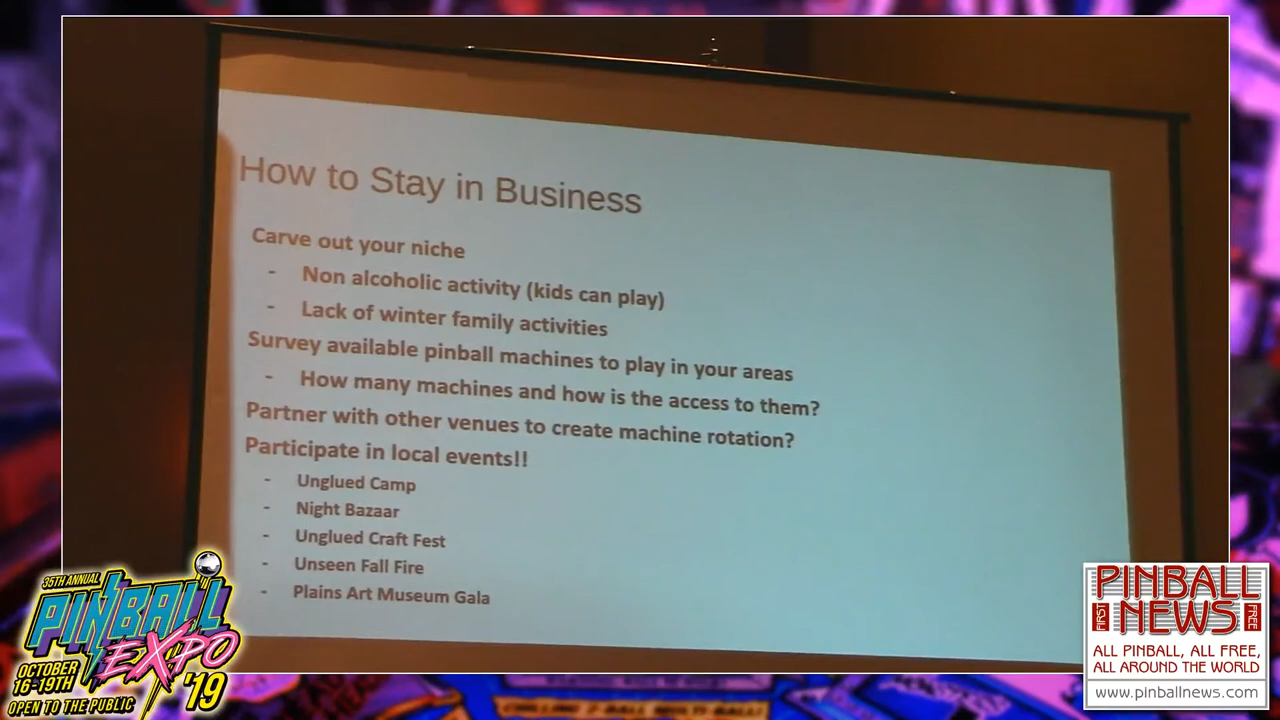 How to Stay in Business
Carve out your niche
- Non alcoholic activity (kids can play)
- Lack of winter family activities
Survey available pinball machines to play in your areas
- How many machines and how is the access to them?
Partner with other venues to create machine rotation?
Participate in local events!!
- Unglued Camp
- Night Bazaar
- Unglued Craft Fest
- Unseen Fall Fire
- Plains Art Museum Gala
35TH ANNUAL
PINBALL
EXPO
OCTOBER
16-19TH
'19
OPEN TO THE PUBLIC
PINBALL
FIRST NEWS FREE
ALL PINBALL, ALL FREE,
ALL AROUND THE WORLD
www.pinballnews.com